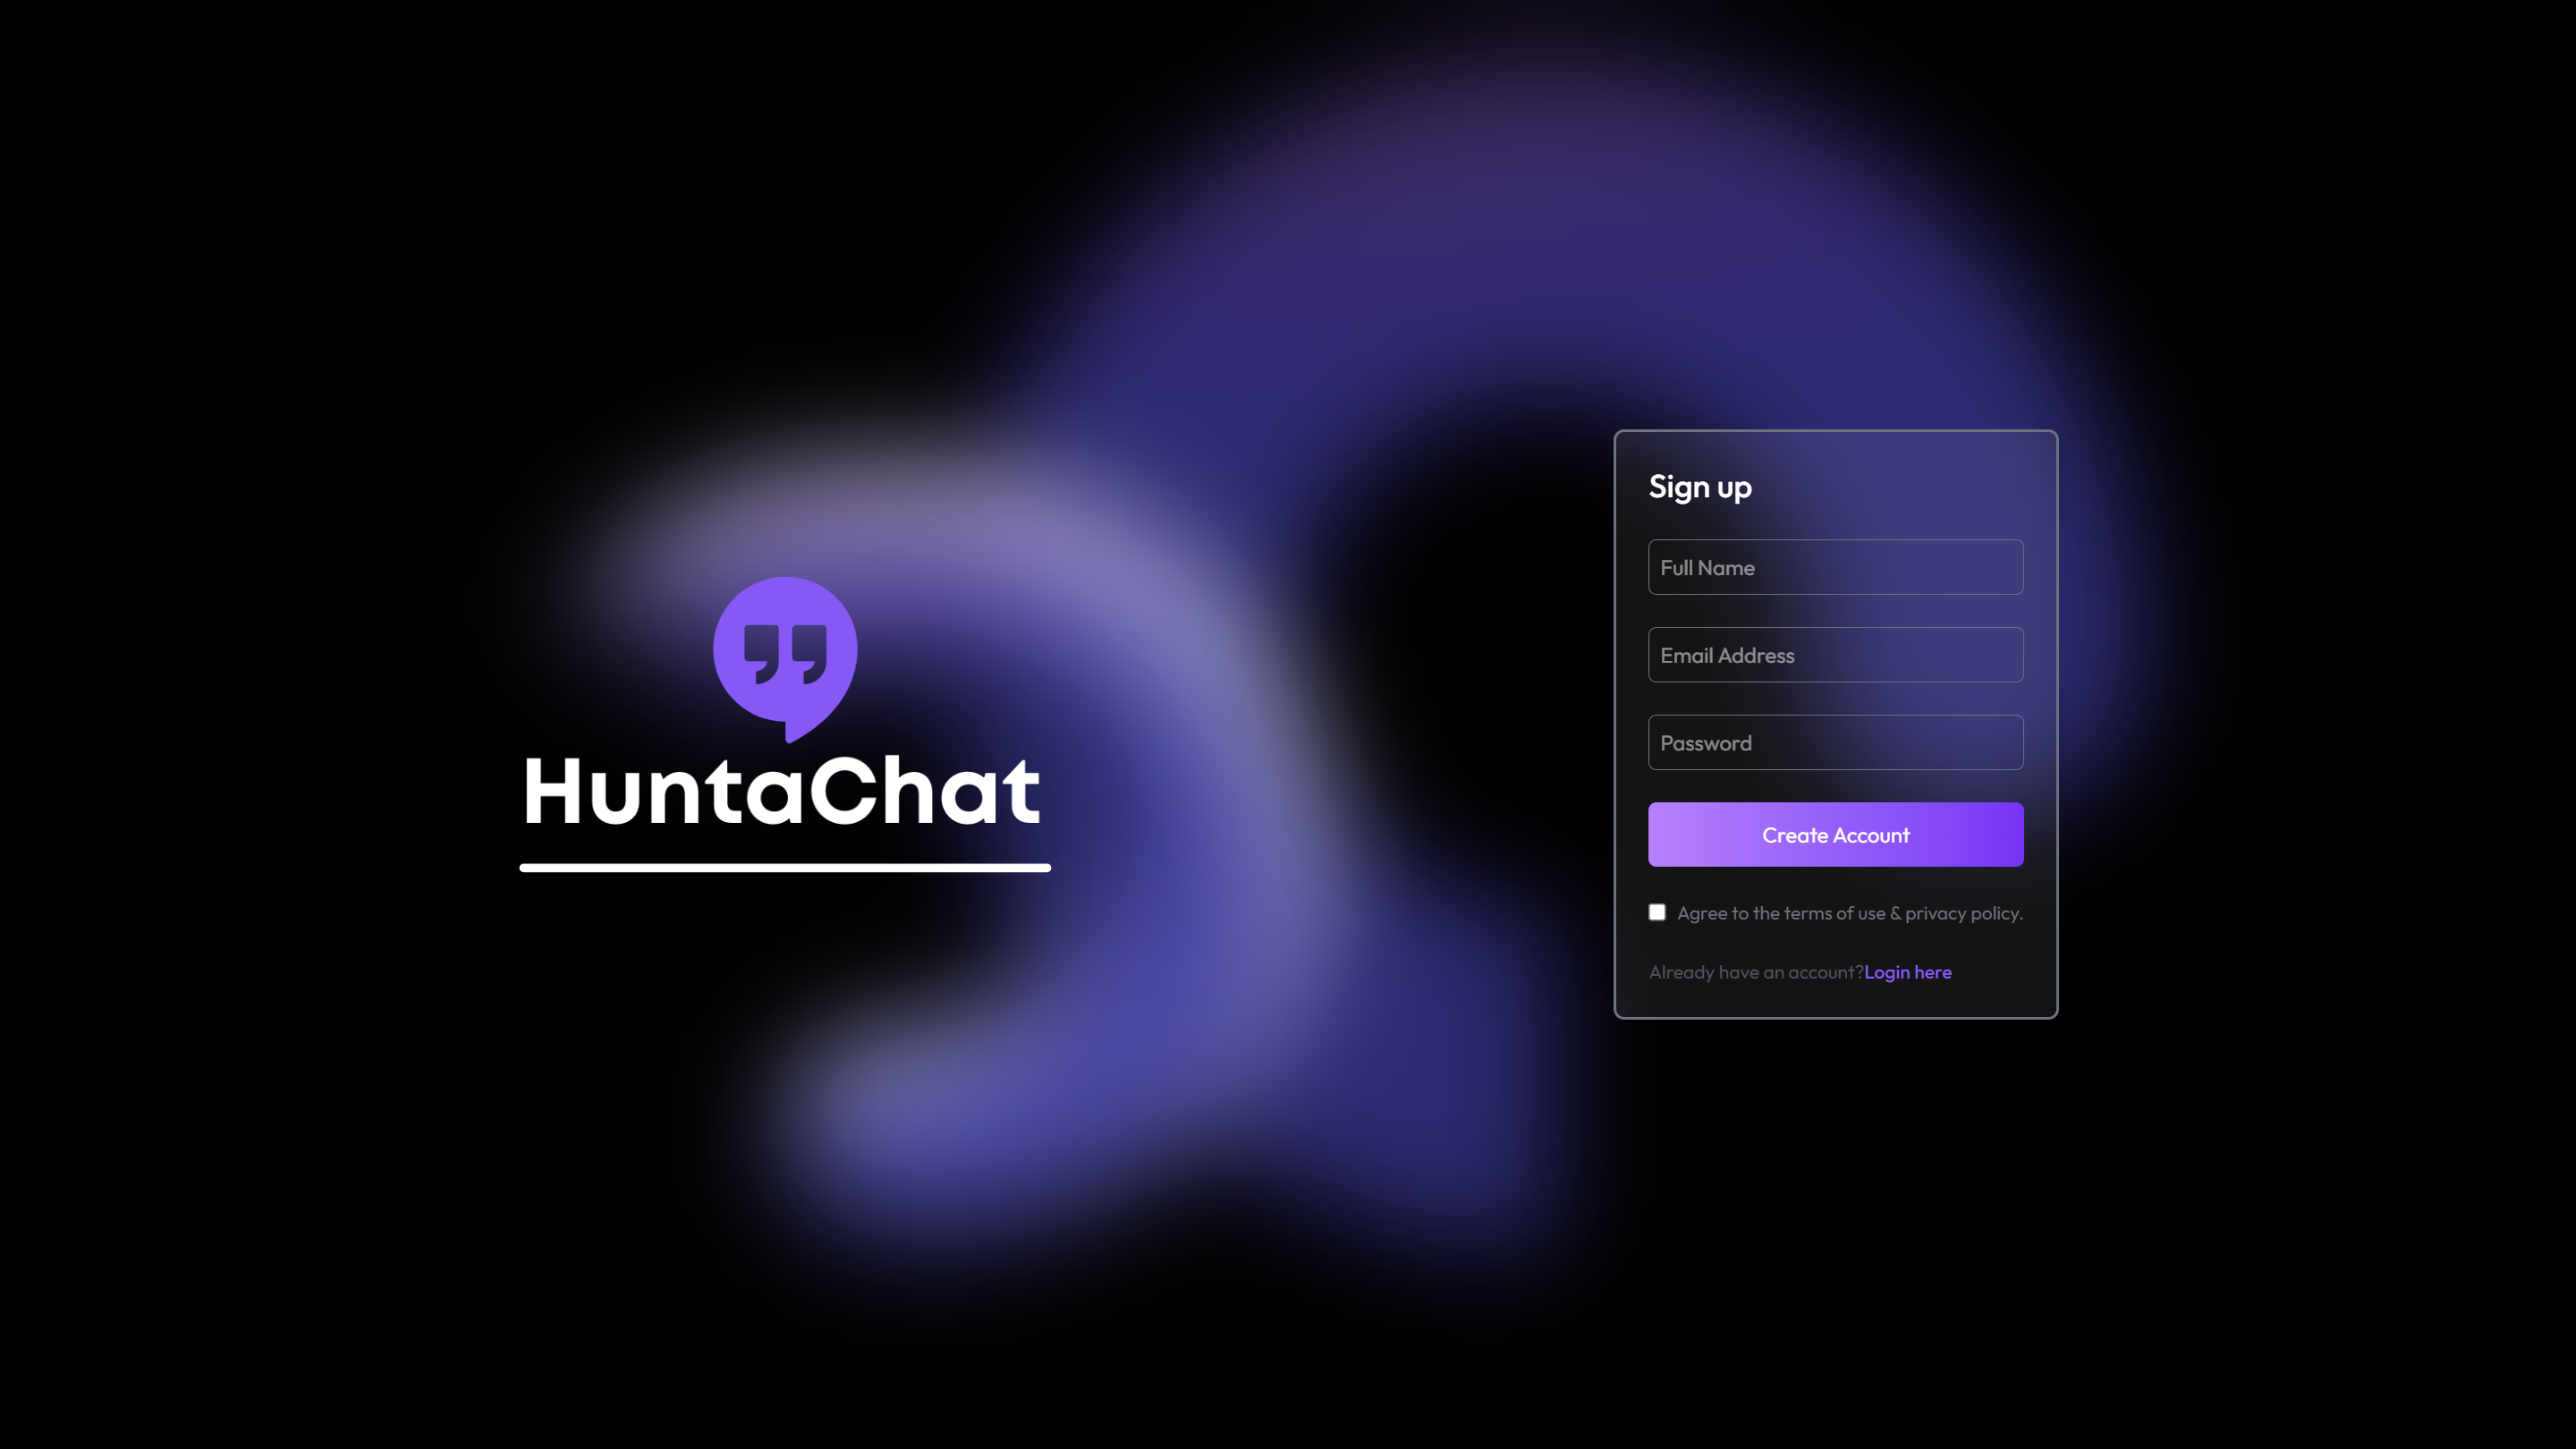 HuntaChat
Sign up
Full Name
Email Address
Password
Create Account
Agree to the terms of use & privacy policy.
Already have an account?Login here